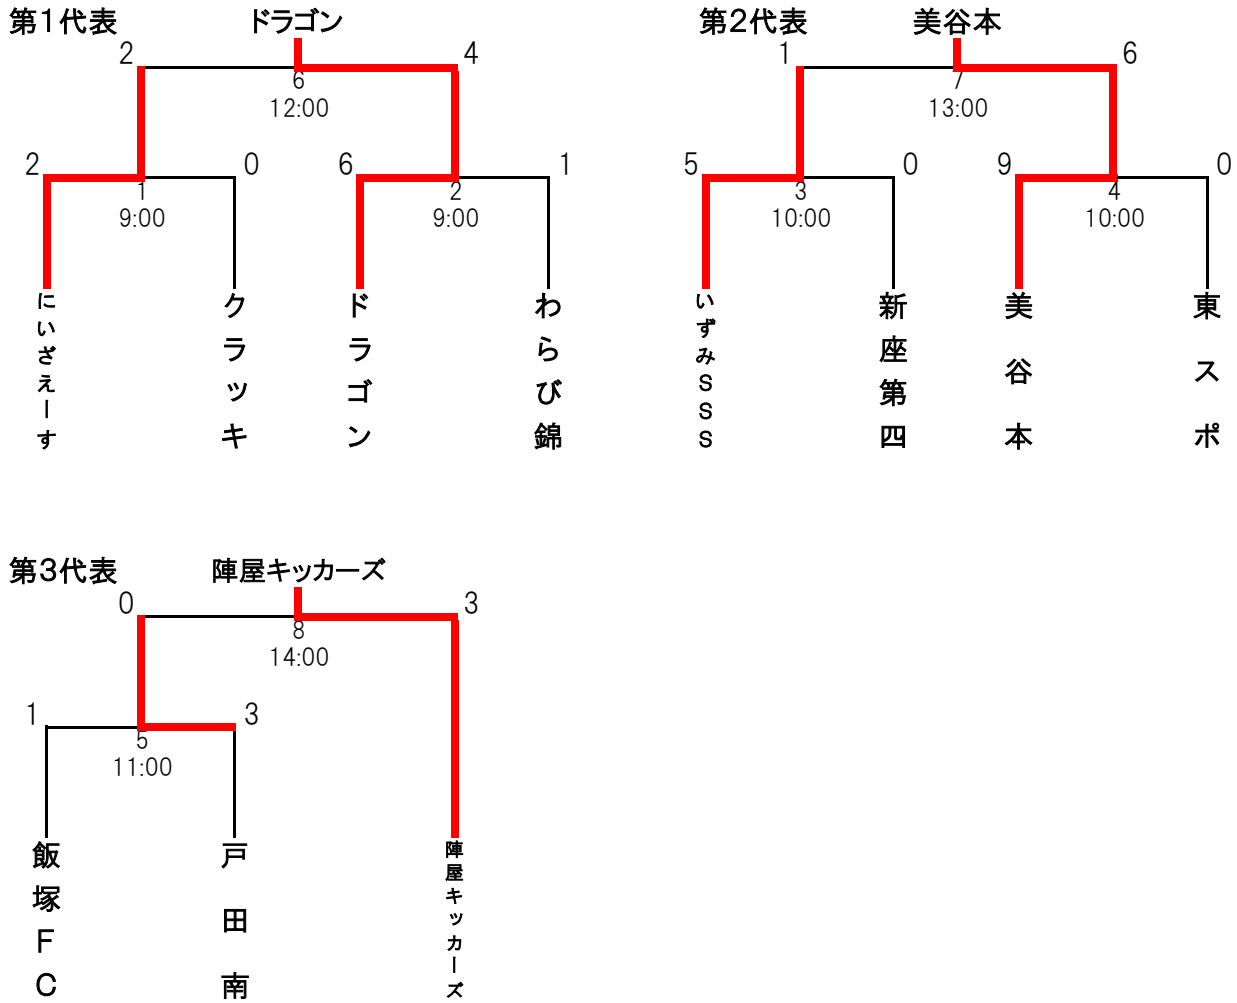 第1代表
ドラゴン
2
4
6
12:00
2
0
6
1
1
9:00
2
9:00
にいざえーす
クラッキ
ドラゴン
わらび錦
第2代表
美谷本
1
6
7
13:00
5
0
9
0
3
10:00
4
10:00
いずみSSS
新座第四
美谷本
東スポ
第3代表
陣屋キッカーズ
0
3
8
14:00
1
3
5
11:00
飯塚FC
戸田南
陣屋キッカーズ